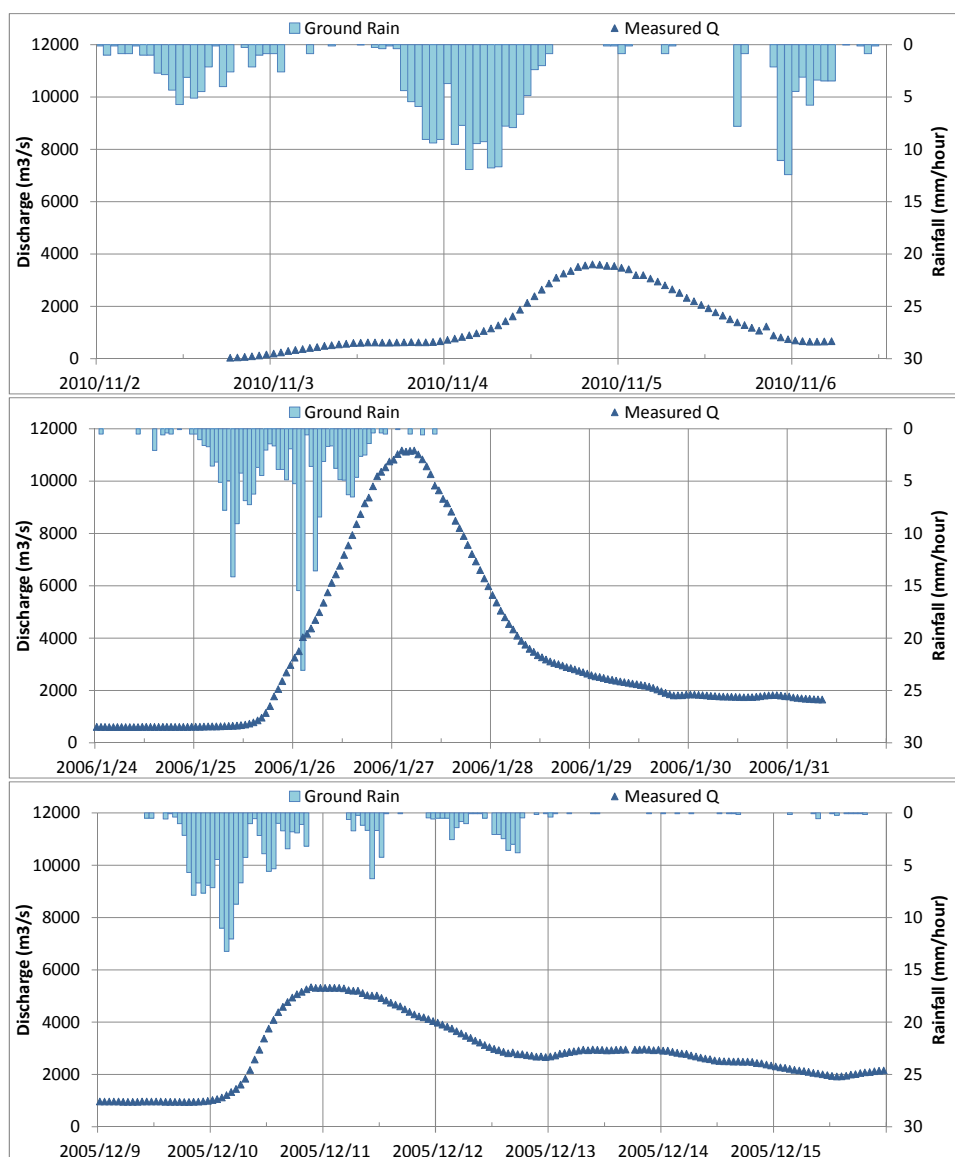 Ground Rain Measured Q
12000 0
10000 5
8000 10
6000 15
4000 20
2000 25
0 30
Discharge (m3/s)
Rainfall (mm/hour)
2010/11/2 2010/11/3 2010/11/4 2010/11/5 2010/11/6
Ground Rain Measured Q
12000 0
10000 5
8000 10
6000 15
4000 20
2000 25
0 30
Discharge (m3/s)
Rainfall (mm/hour)
2006/1/24 2006/1/25 2006/1/26 2006/1/27 2006/1/28 2006/1/29 2006/1/30 2006/1/31
Ground Rain Measured Q
12000 0
10000 5
8000 10
6000 15
4000 20
2000 25
0 30
Discharge (m3/s)
Rainfall (mm/hour)
2005/12/9 2005/12/10 2005/12/11 2005/12/12 2005/12/13 2005/12/14 2005/12/15